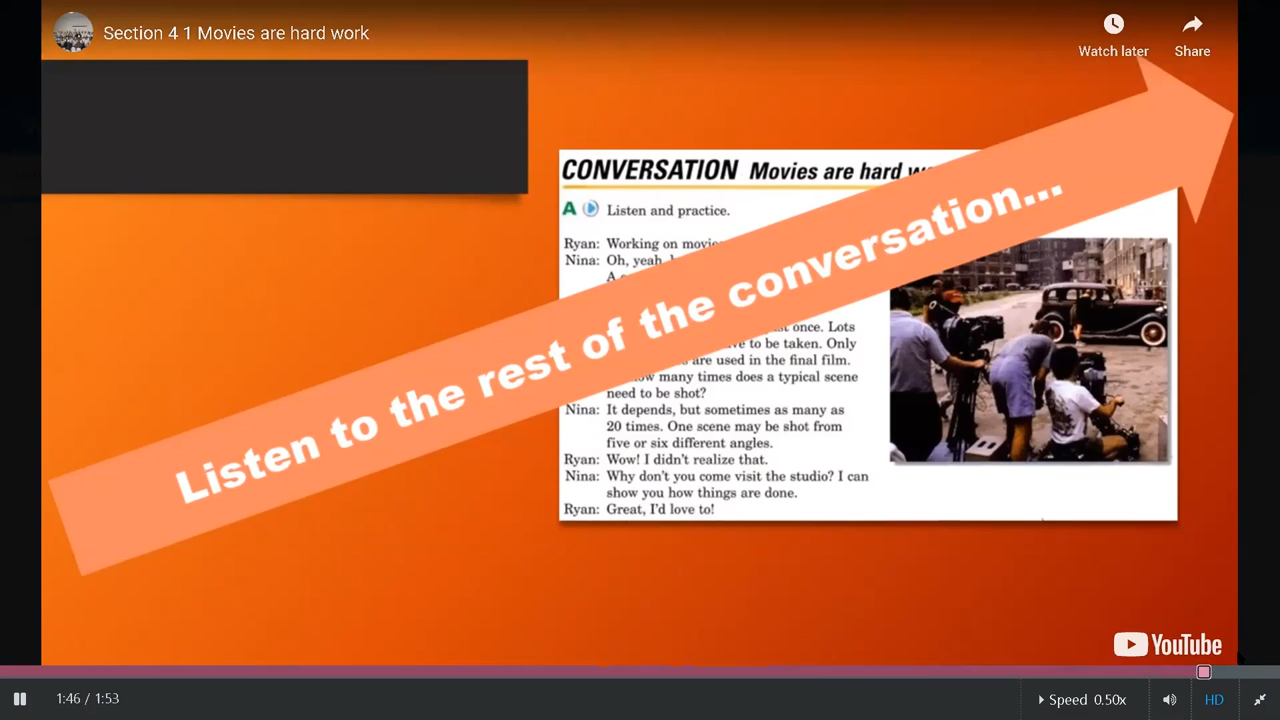 Section 4 1 Movies are hard work
Watch later
Share
CONVERSATION Movies are hard
A Listen and practice.
Ryan: Working on
Nina: Oh, yeah,
Listen to the rest of the conversation...
once. Lots
to be taken. Only
are used in the final film.
many times does a typical scene
need to be shot?
Nina: It depends, but sometimes as many as
20 times. One scene may be shot from
five or six different angles.
Ryan: Wow! I didn't realize that.
Nina: Why don't you come visit the studio? I can
show you how things are done.
Ryan: Great, I'd love to!
YouTube
1:46 / 1:53
Speed 0.50x
HD